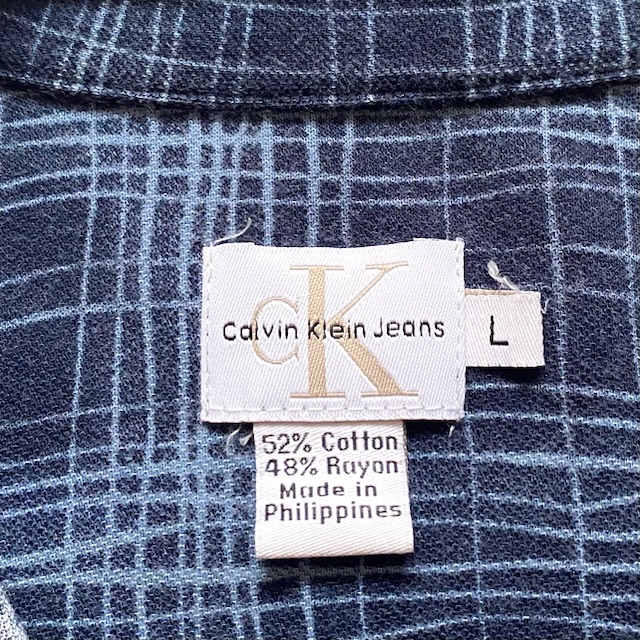 cK
Calvin Klein Jeans
L
52% Cotton
48% Rayon
Made in
Philippines